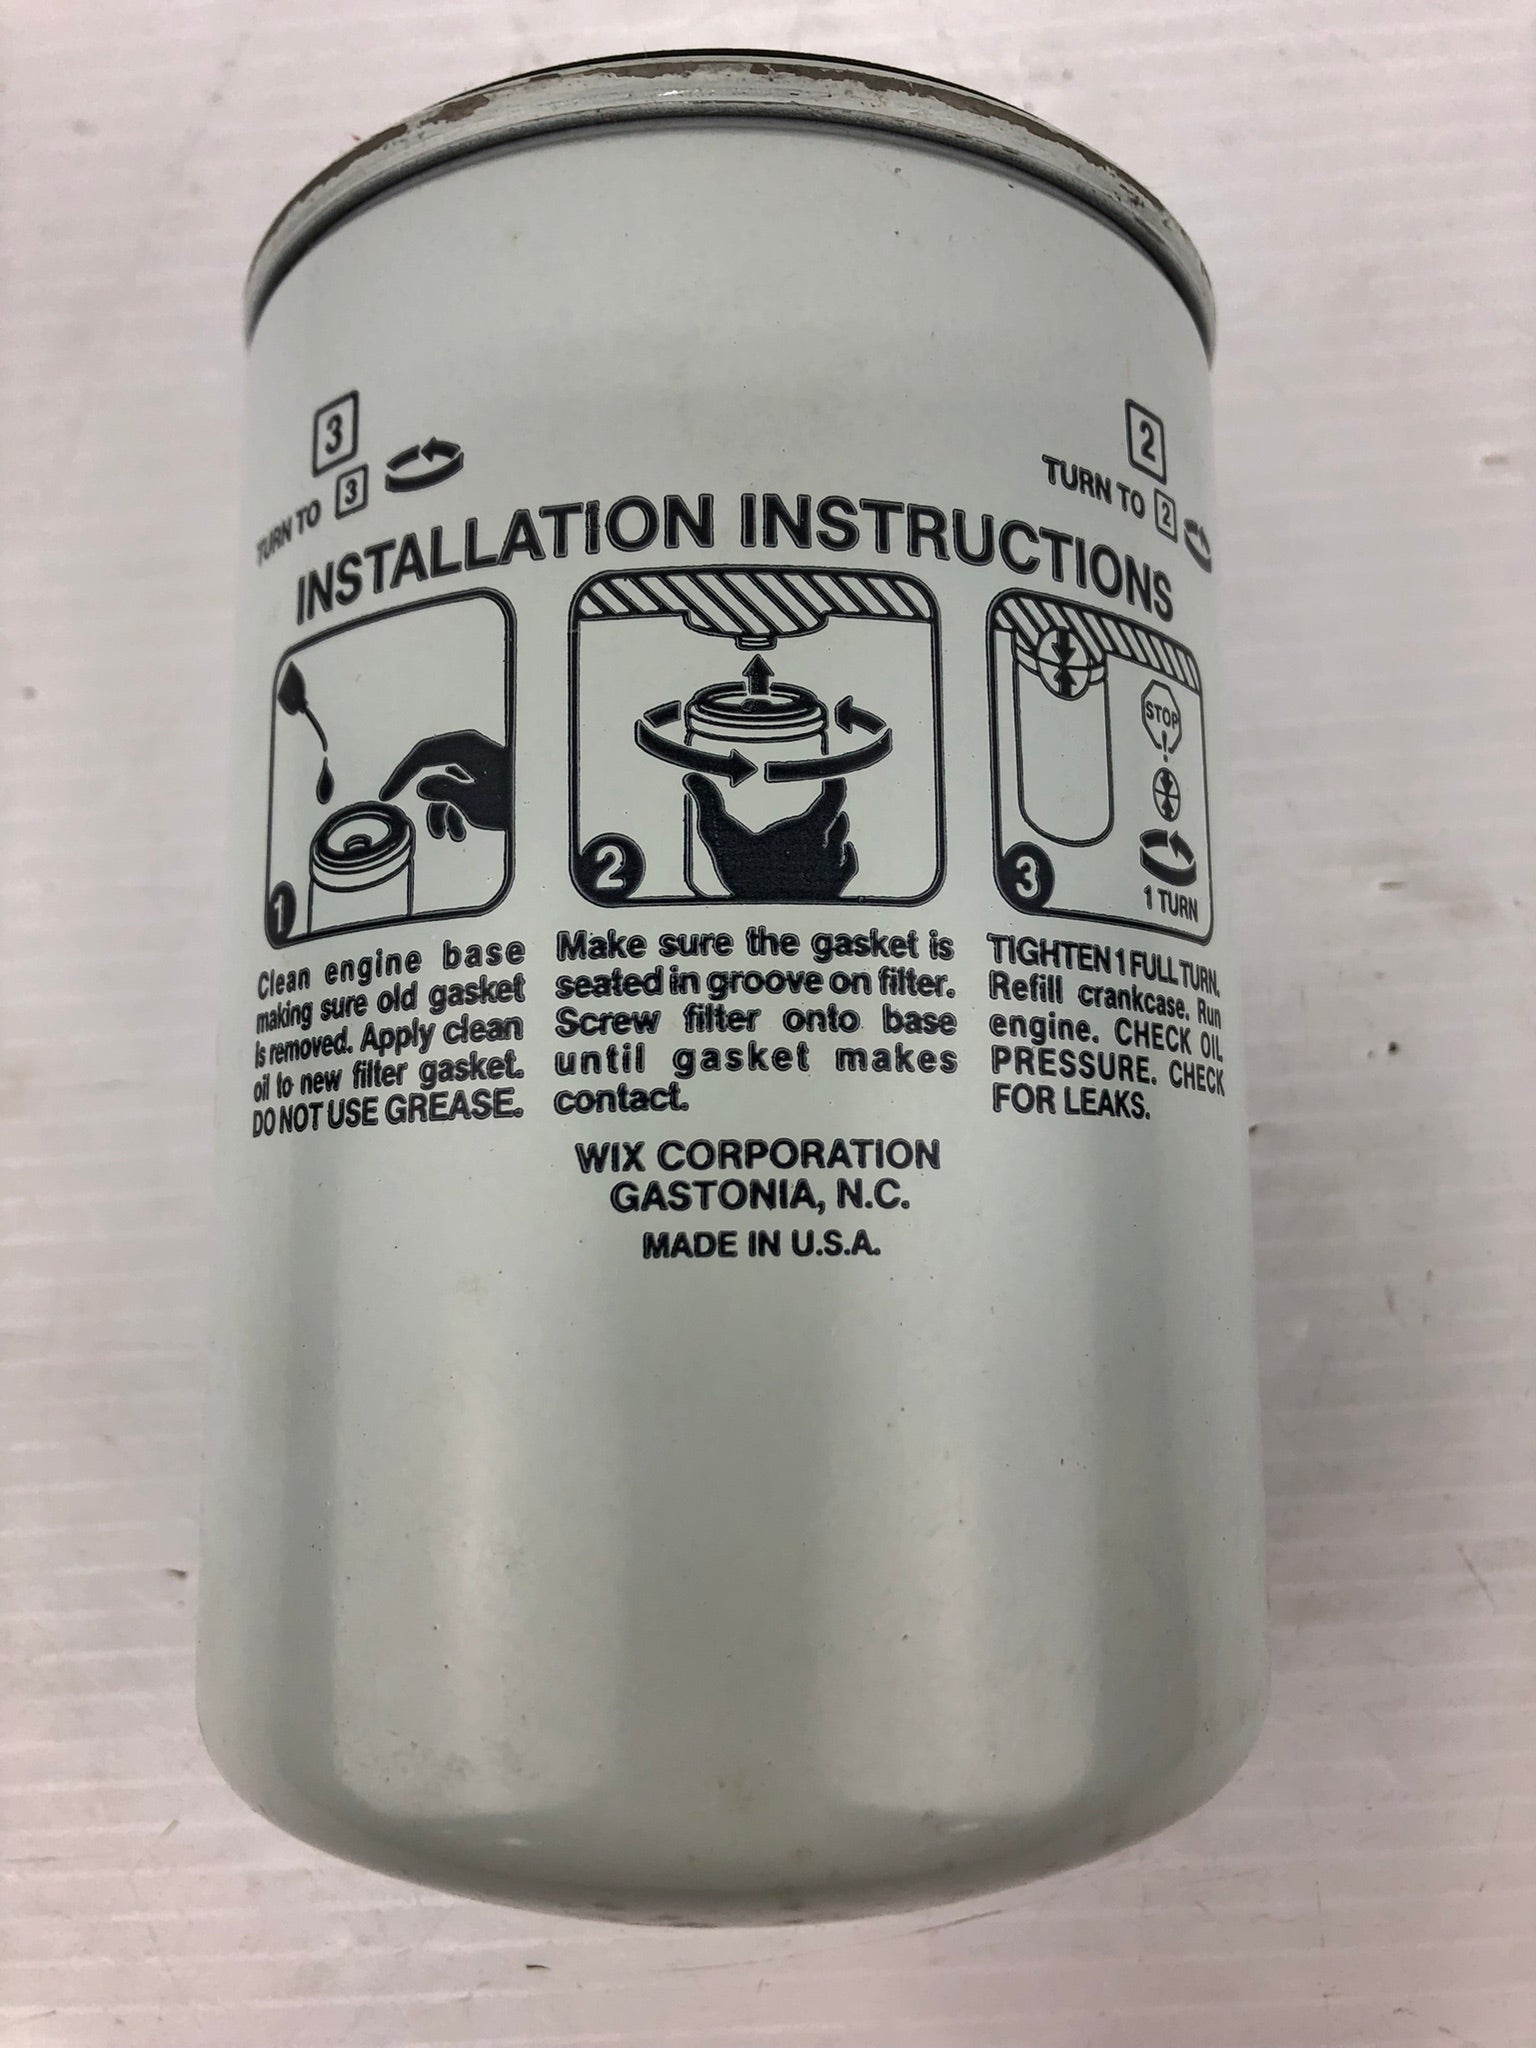 3
TURN TO 3
2
TURN TO 2
INSTALLATION INSTRUCTIONS
1
Clean engine base
making sure old gasket
is removed. Apply clean
oil to new filter gasket.
DO NOT USE GREASE.
2
Make sure the gasket is
seated in groove on filter.
Screw filter onto base
until gasket makes
contact.
STOP
!
3
1 TURN
TIGHTEN 1 FULL TURN.
Refill crankcase. Run
engine. CHECK OIL
PRESSURE. CHECK
FOR LEAKS.
WIX CORPORATION
GASTONIA, N.C.
MADE IN U.S.A.